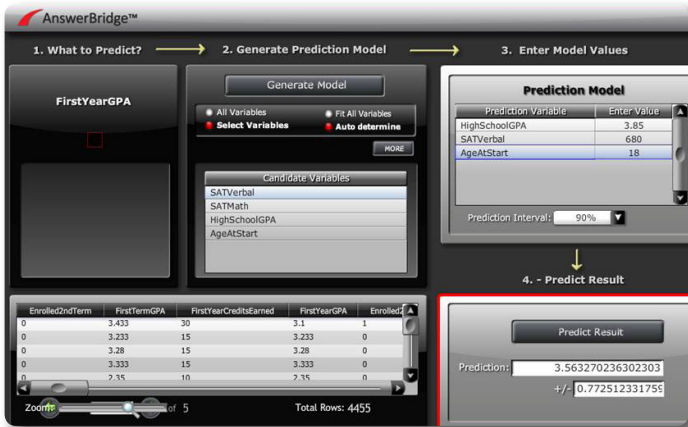 AnswerBridge™
1. What to Predict?
2. Generate Prediction Model
3. Enter Model Values
FirstYearGPA
Generate Model
All Variables
Fit All Variables
Select Variables
Auto determine
MORE
Candidate Variables
SATVerbal
SATMath
HighSchoolGPA
AgeAtStart
Prediction Model
Prediction Variable Enter Value
HighSchoolGPA 3.85
SATVerbal 680
AgeAtStart 18
Prediction Interval: 90%
4. - Predict Result
Enrolled2ndTerm FirstTermGPA FirstYearCreditsEarned FirstYearGPA Enrolled2
0 3.433 30 3.1 1
0 3.233 15 3.233 0
0 3.28 15 3.28 0
0 3.333 15 3.333 0
0 2.35 10 2.35 0
Zoom: of 5 Total Rows: 4455
Predict Result
Prediction: 3.563270236302303
+/- 0.772512331759